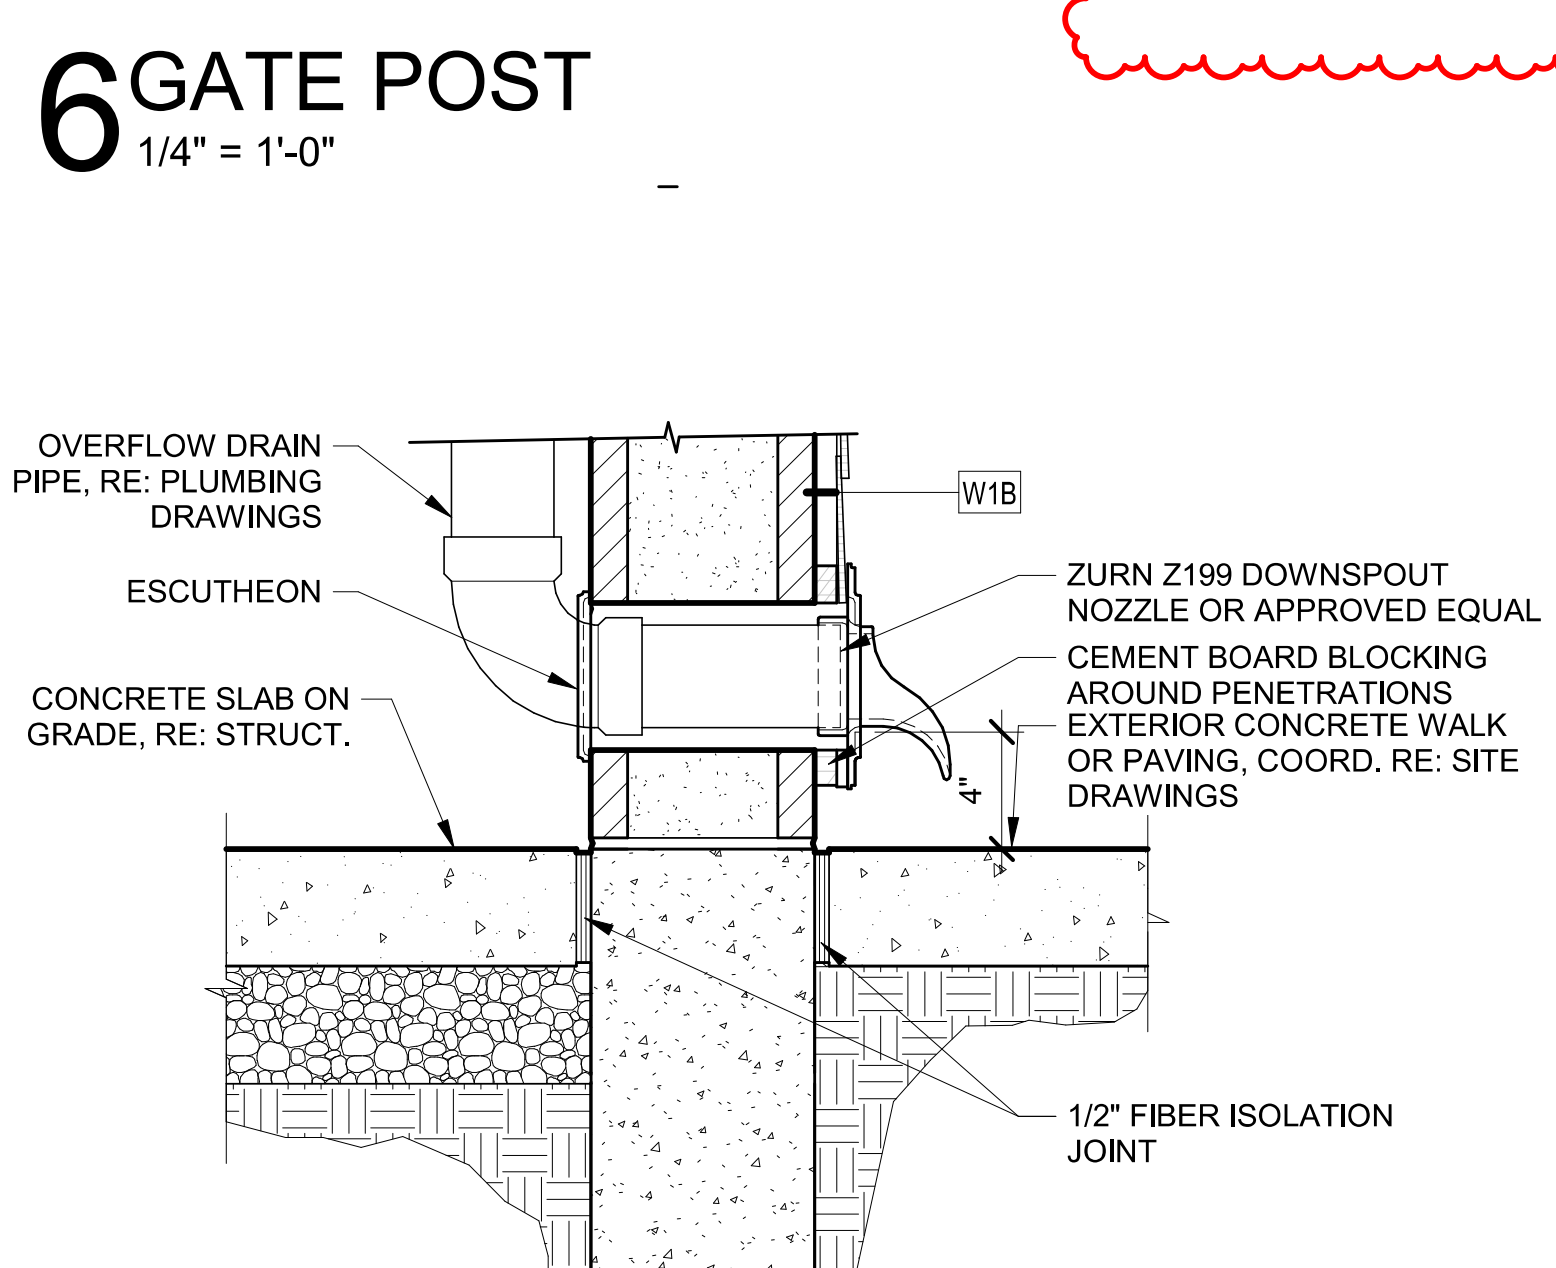 6 GATE POST
1/4" = 1'-0"
OVERFLOW DRAIN
PIPE, RE: PLUMBING
DRAWINGS
ESCUTHEON
CONCRETE SLAB ON
GRADE, RE: STRUCT.
W1B
ZURN Z199 DOWNSPOUT
NOZZLE OR APPROVED EQUAL
CEMENT BOARD BLOCKING
AROUND PENETRATIONS
EXTERIOR CONCRETE WALK
OR PAVING, COORD. RE: SITE
DRAWINGS
4"
1/2" FIBER ISOLATION
JOINT